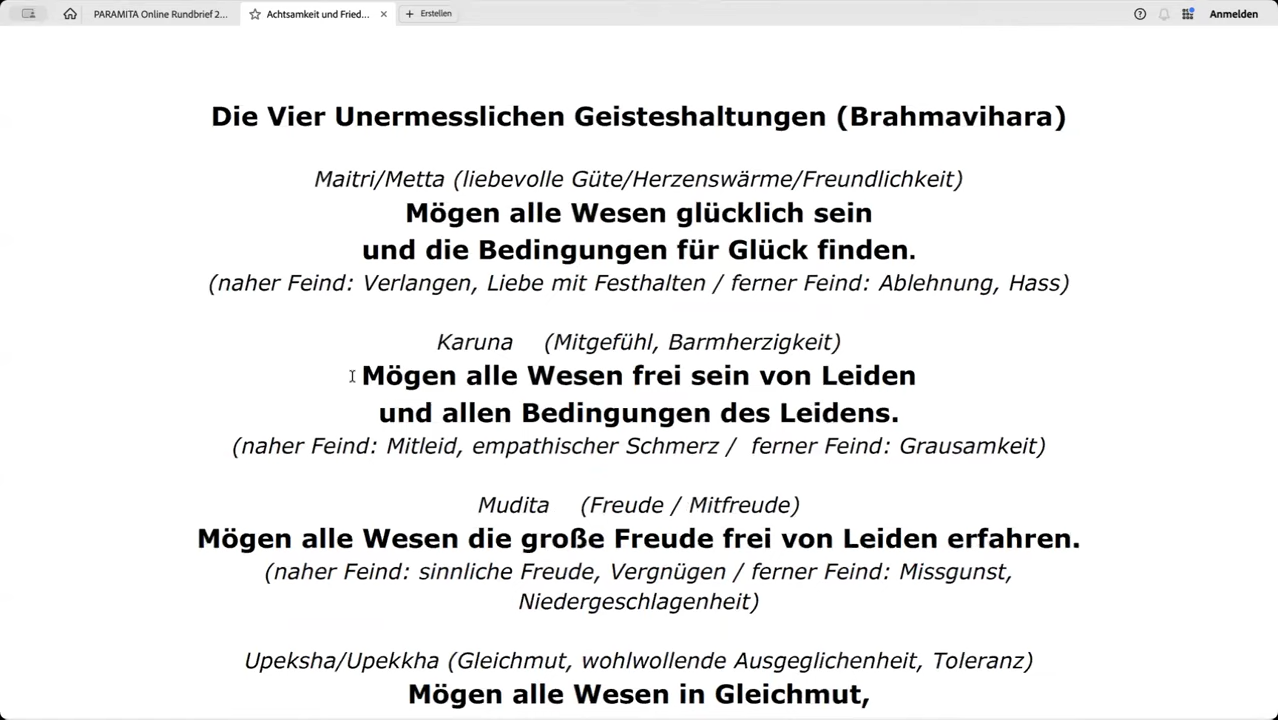 PARAMITA Online Rundbrief 2...
Achtsamkeit und Fried...
Erstellen
Anmelden
Die Vier Unermesslichen Geisteshaltungen (Brahmavihara)
Maitri/Metta (liebevolle Güte/Herzenswärme/Freundlichkeit)
Mögen alle Wesen glücklich sein
und die Bedingungen für Glück finden.
(naher Feind: Verlangen, Liebe mit Festhalten / ferner Feind: Ablehnung, Hass)
Karuna (Mitgefühl, Barmherzigkeit)
Mögen alle Wesen frei sein von Leiden
und allen Bedingungen des Leidens.
(naher Feind: Mitleid, empathischer Schmerz / ferner Feind: Grausamkeit)
Mudita (Freude / Mitfreude)
Mögen alle Wesen die große Freude frei von Leiden erfahren.
(naher Feind: sinnliche Freude, Vergnügen / ferner Feind: Missgunst,
Niedergeschlagenheit)
Upeksha/Upekkha (Gleichmut, wohlwollende Ausgeglichenheit, Toleranz)
Mögen alle Wesen in Gleichmut,